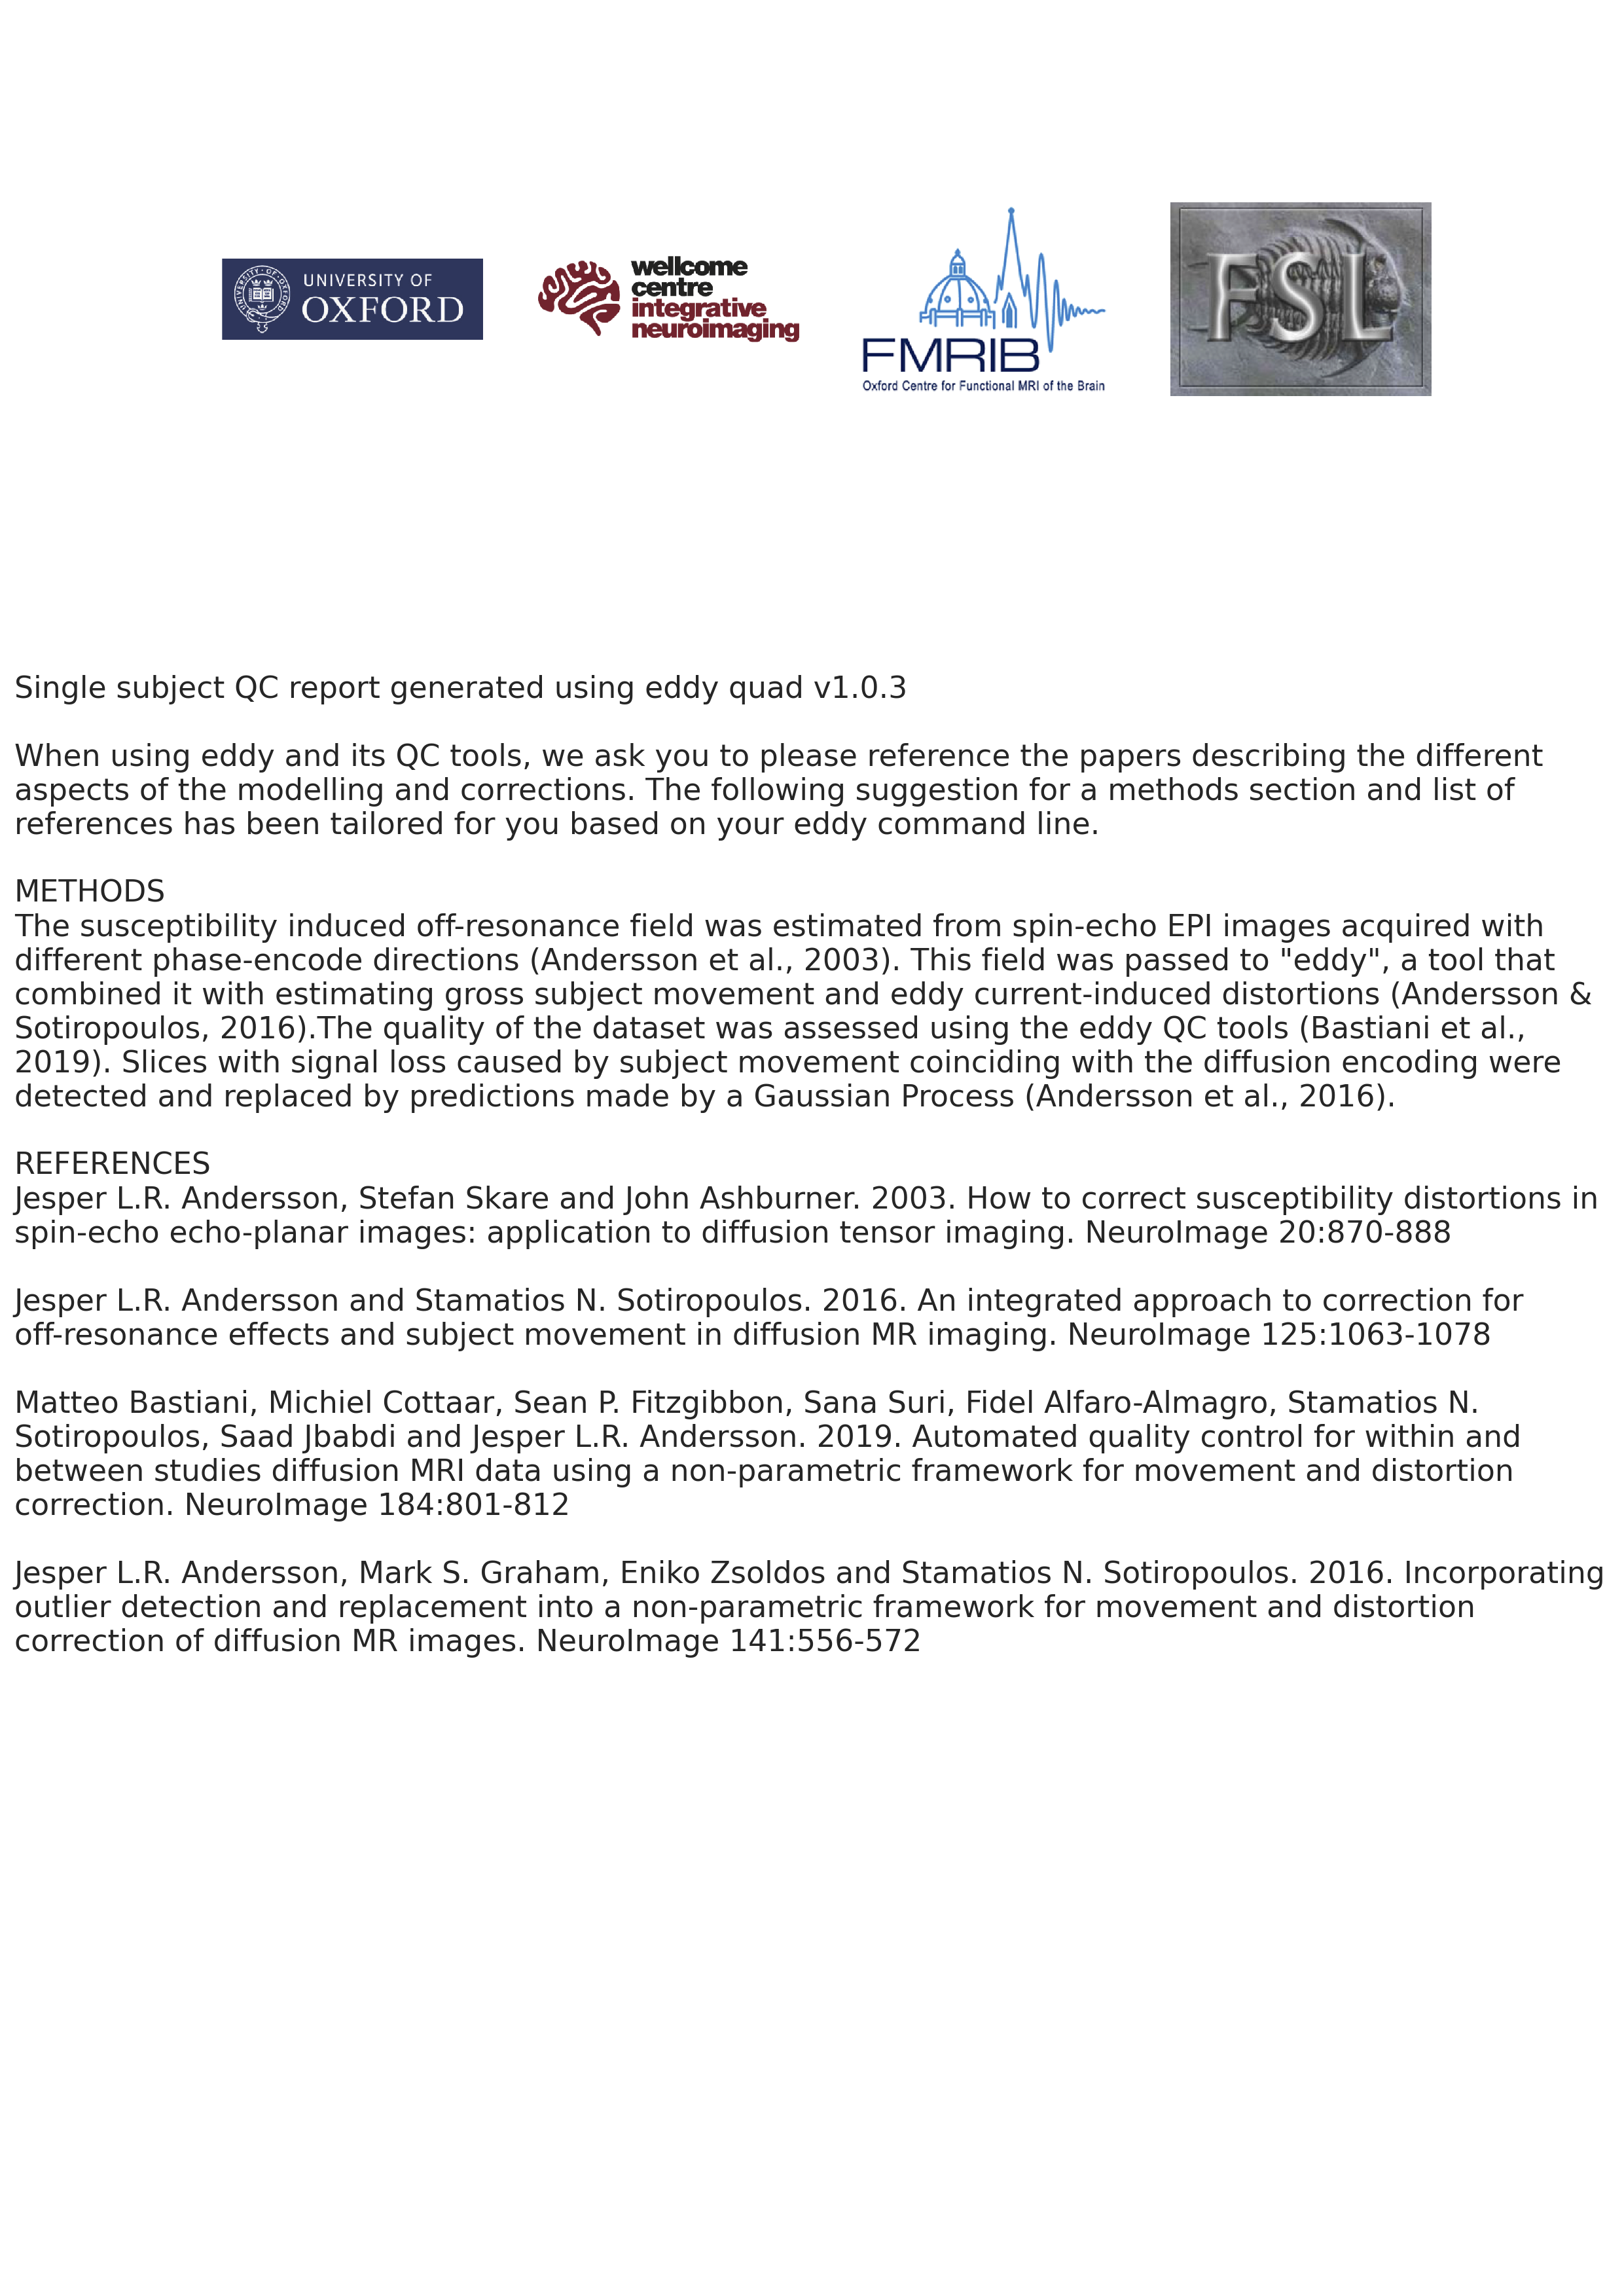 UNIVERSITY OF
OXFORD
wellcome
centre
integrative
neuroimaging
FMRIB
Oxford Centre for Functional MRI of the Brain
FSL
Single subject QC report generated using eddy quad v1.0.3
When using eddy and its QC tools, we ask you to please reference the papers describing the different
aspects of the modelling and corrections. The following suggestion for a methods section and list of
references has been tailored for you based on your eddy command line.
METHODS
The susceptibility induced off-resonance field was estimated from spin-echo EPI images acquired with
different phase-encode directions (Andersson et al., 2003). This field was passed to "eddy", a tool that
combined it with estimating gross subject movement and eddy current-induced distortions (Andersson &
Sotiropoulos, 2016).The quality of the dataset was assessed using the eddy QC tools (Bastiani et al.,
2019). Slices with signal loss caused by subject movement coinciding with the diffusion encoding were
detected and replaced by predictions made by a Gaussian Process (Andersson et al., 2016).
REFERENCES
Jesper L.R. Andersson, Stefan Skare and John Ashburner. 2003. How to correct susceptibility distortions in
spin-echo echo-planar images: application to diffusion tensor imaging. NeuroImage 20:870-888
Jesper L.R. Andersson and Stamatios N. Sotiropoulos. 2016. An integrated approach to correction for
off-resonance effects and subject movement in diffusion MR imaging. NeuroImage 125:1063-1078
Matteo Bastiani, Michiel Cottaar, Sean P. Fitzgibbon, Sana Suri, Fidel Alfaro-Almagro, Stamatios N.
Sotiropoulos, Saad Jbabdi and Jesper L.R. Andersson. 2019. Automated quality control for within and
between studies diffusion MRI data using a non-parametric framework for movement and distortion
correction. NeuroImage 184:801-812
Jesper L.R. Andersson, Mark S. Graham, Eniko Zsoldos and Stamatios N. Sotiropoulos. 2016. Incorporating
outlier detection and replacement into a non-parametric framework for movement and distortion
correction of diffusion MR images. NeuroImage 141:556-572